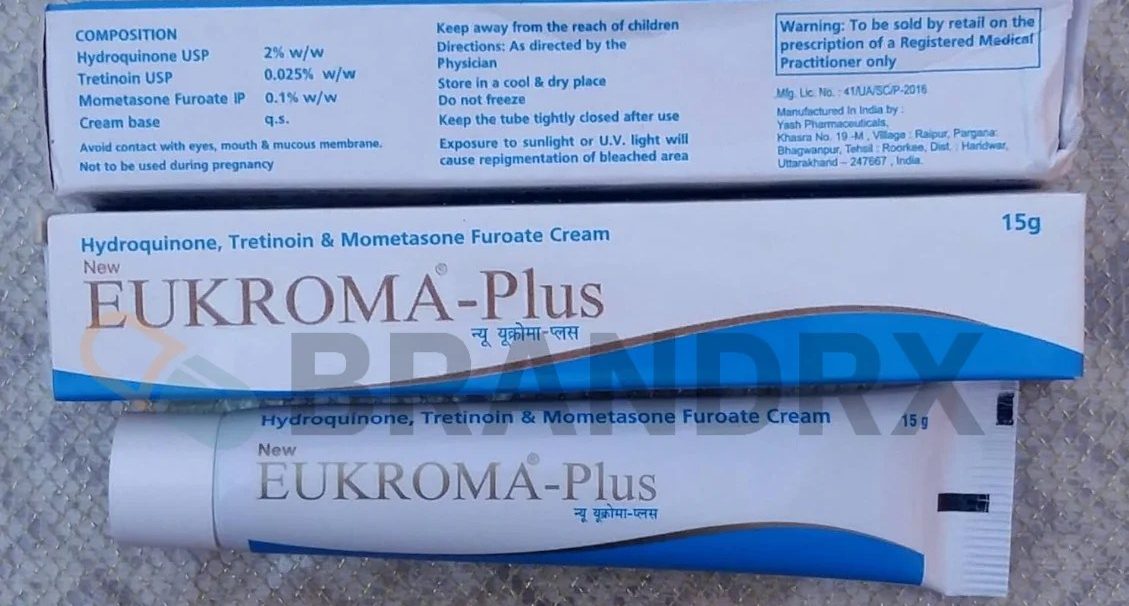 COMPOSITION
Hydroquinone USP 2% w/w
Tretinoin USP 0.025% w/w
Mometasone Furoate IP 0.1% w/w
Cream base q.s.
Avoid contact with eyes, mouth & mucous membrane.
Not to be used during pregnancy
Keep away from the reach of children
Directions: As directed by the
Physician
Store in a cool & dry place
Do not freeze
Keep the tube tightly closed after use
Exposure to sunlight or U.V. light will
cause repigmentation of bleached area
Warning: To be sold by retail on the
prescription of a Registered Medical
Practitioner only
Mfg. Lic. No. : 41/UA/SC/P-2016
Manufactured In India by :
Yash Pharmaceuticals,
Khasra No. 19-M, Village : Raipur, Pargana:
Bhagwanpur, Tehsil : Roorkee, Dist. : Haridwar,
Uttarakhand – 247667, India.
Hydroquinone, Tretinoin & Mometasone Furoate Cream
15g
New
EUKROMA®-Plus
न्यू यूक्रोमा-प्लस
BRANDRX
Hydroquinone, Tretinoin & Mometasone Furoate Cream
15 g
New
EUKROMA®-Plus
न्यू यूक्रोमा-प्लस